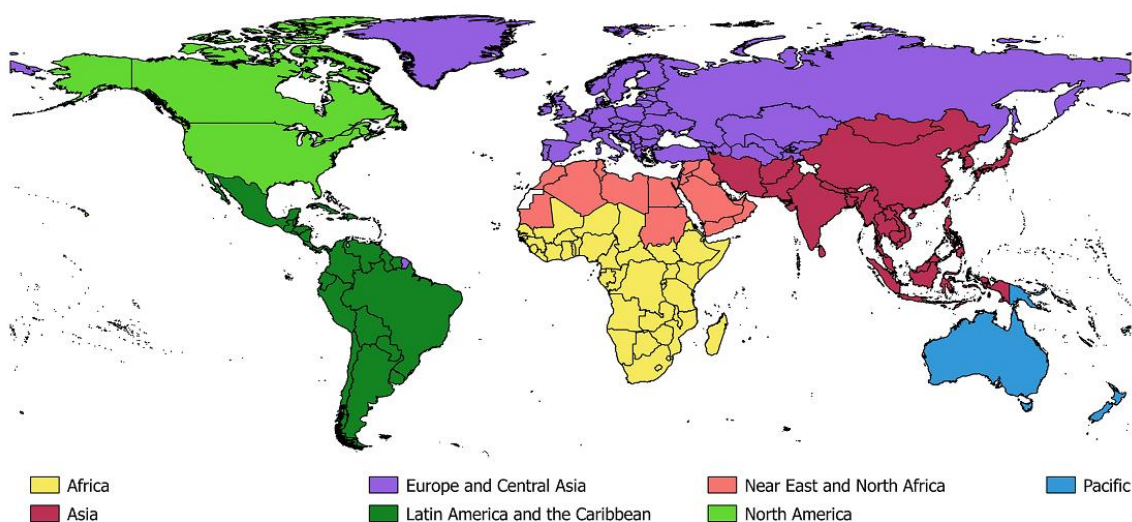 Africa
Europe and Central Asia
Near East and North Africa
Pacific
Asia
Latin America and the Caribbean
North America